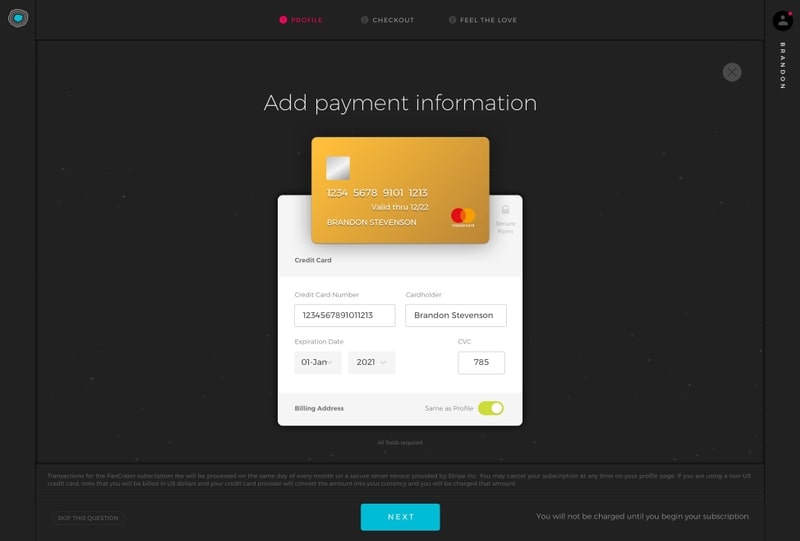 PROFILE
CHECKOUT
FEEL THE LOVE
BRANDON
Add payment information
1234 5678 9101 1213
Valid thru 12/22
BRANDON STEVENSON
mastercard
Secure
Form
Credit Card
Credit Card Number
Cardholder
1234567891011213
Brandon Stevenson
Expiration Date
CVC
01-Jan
2021
785
Billing Address
Same as Profile
All fields required
Transactions for the FanCrator subscription fee will be processed on the same day of every month on a secure server service provided by Stripe Inc. You may cancel your subscription at any time on your profile page. If you are using a non-US
credit card, note that you will be billed in US dollars and your credit card provider will convert the amount into your currency and you will be charged that amount.
SKIP THIS QUESTION
NEXT
You will not be charged until you begin your subscription.